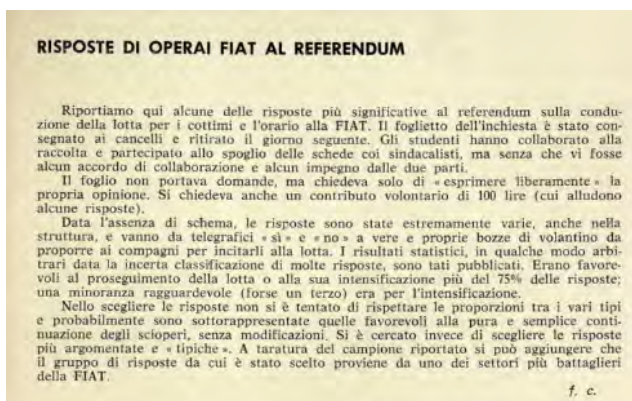 RISPOSTE DI OPERAI FIAT AL REFERENDUM
Riportiamo qui alcune delle risposte più significative al referendum sulla condu-
zione della lotta per i cottimi e l'orario alla FIAT. Il foglietto dell'inchiesta è stato con-
segnato ai cancelli e ritirato il giorno seguente. Gli studenti hanno collaborato alla
raccolta e partecipato allo spoglio delle schede coi sindacalisti, ma senza che vi fosse
alcun accordo di collaborazione e alcun impegno dalle due parti.
Il foglio non portava domande, ma chiedeva solo di « esprimere liberamente » la
propria opinione. Si chiedeva anche un contributo volontario di 100 lire (cui alludono
alcune risposte).
Data l'assenza di schema, le risposte sono state estremamente varie, anche nella
struttura, e vanno da telegrafici « sì » e « no » a vere e proprie bozze di volantino da
proporre ai compagni per incitarli alla lotta. I risultati statistici, in qualche modo arbi-
trari data la incerta classificazione di molte risposte, sono tati pubblicati. Erano favore-
voli al proseguimento della lotta o alla sua intensificazione più del 75% delle risposte;
una minoranza ragguardevole (forse un terzo) era per l'intensificazione.
Nello scegliere le risposte non si è tentato di rispettare le proporzioni tra i vari tipi
e probabilmente sono sottorappresentate quelle favorevoli alla pura e semplice conti-
nuazione degli scioperi, senza modificazioni. Si è cercato invece di scegliere le risposte
più argomentate e « tipiche ». A taratura del campione riportato si può aggiungere che
il gruppo di risposte da cui è stato scelto proviene da uno dei settori più battaglieri
della FIAT.
f. c.